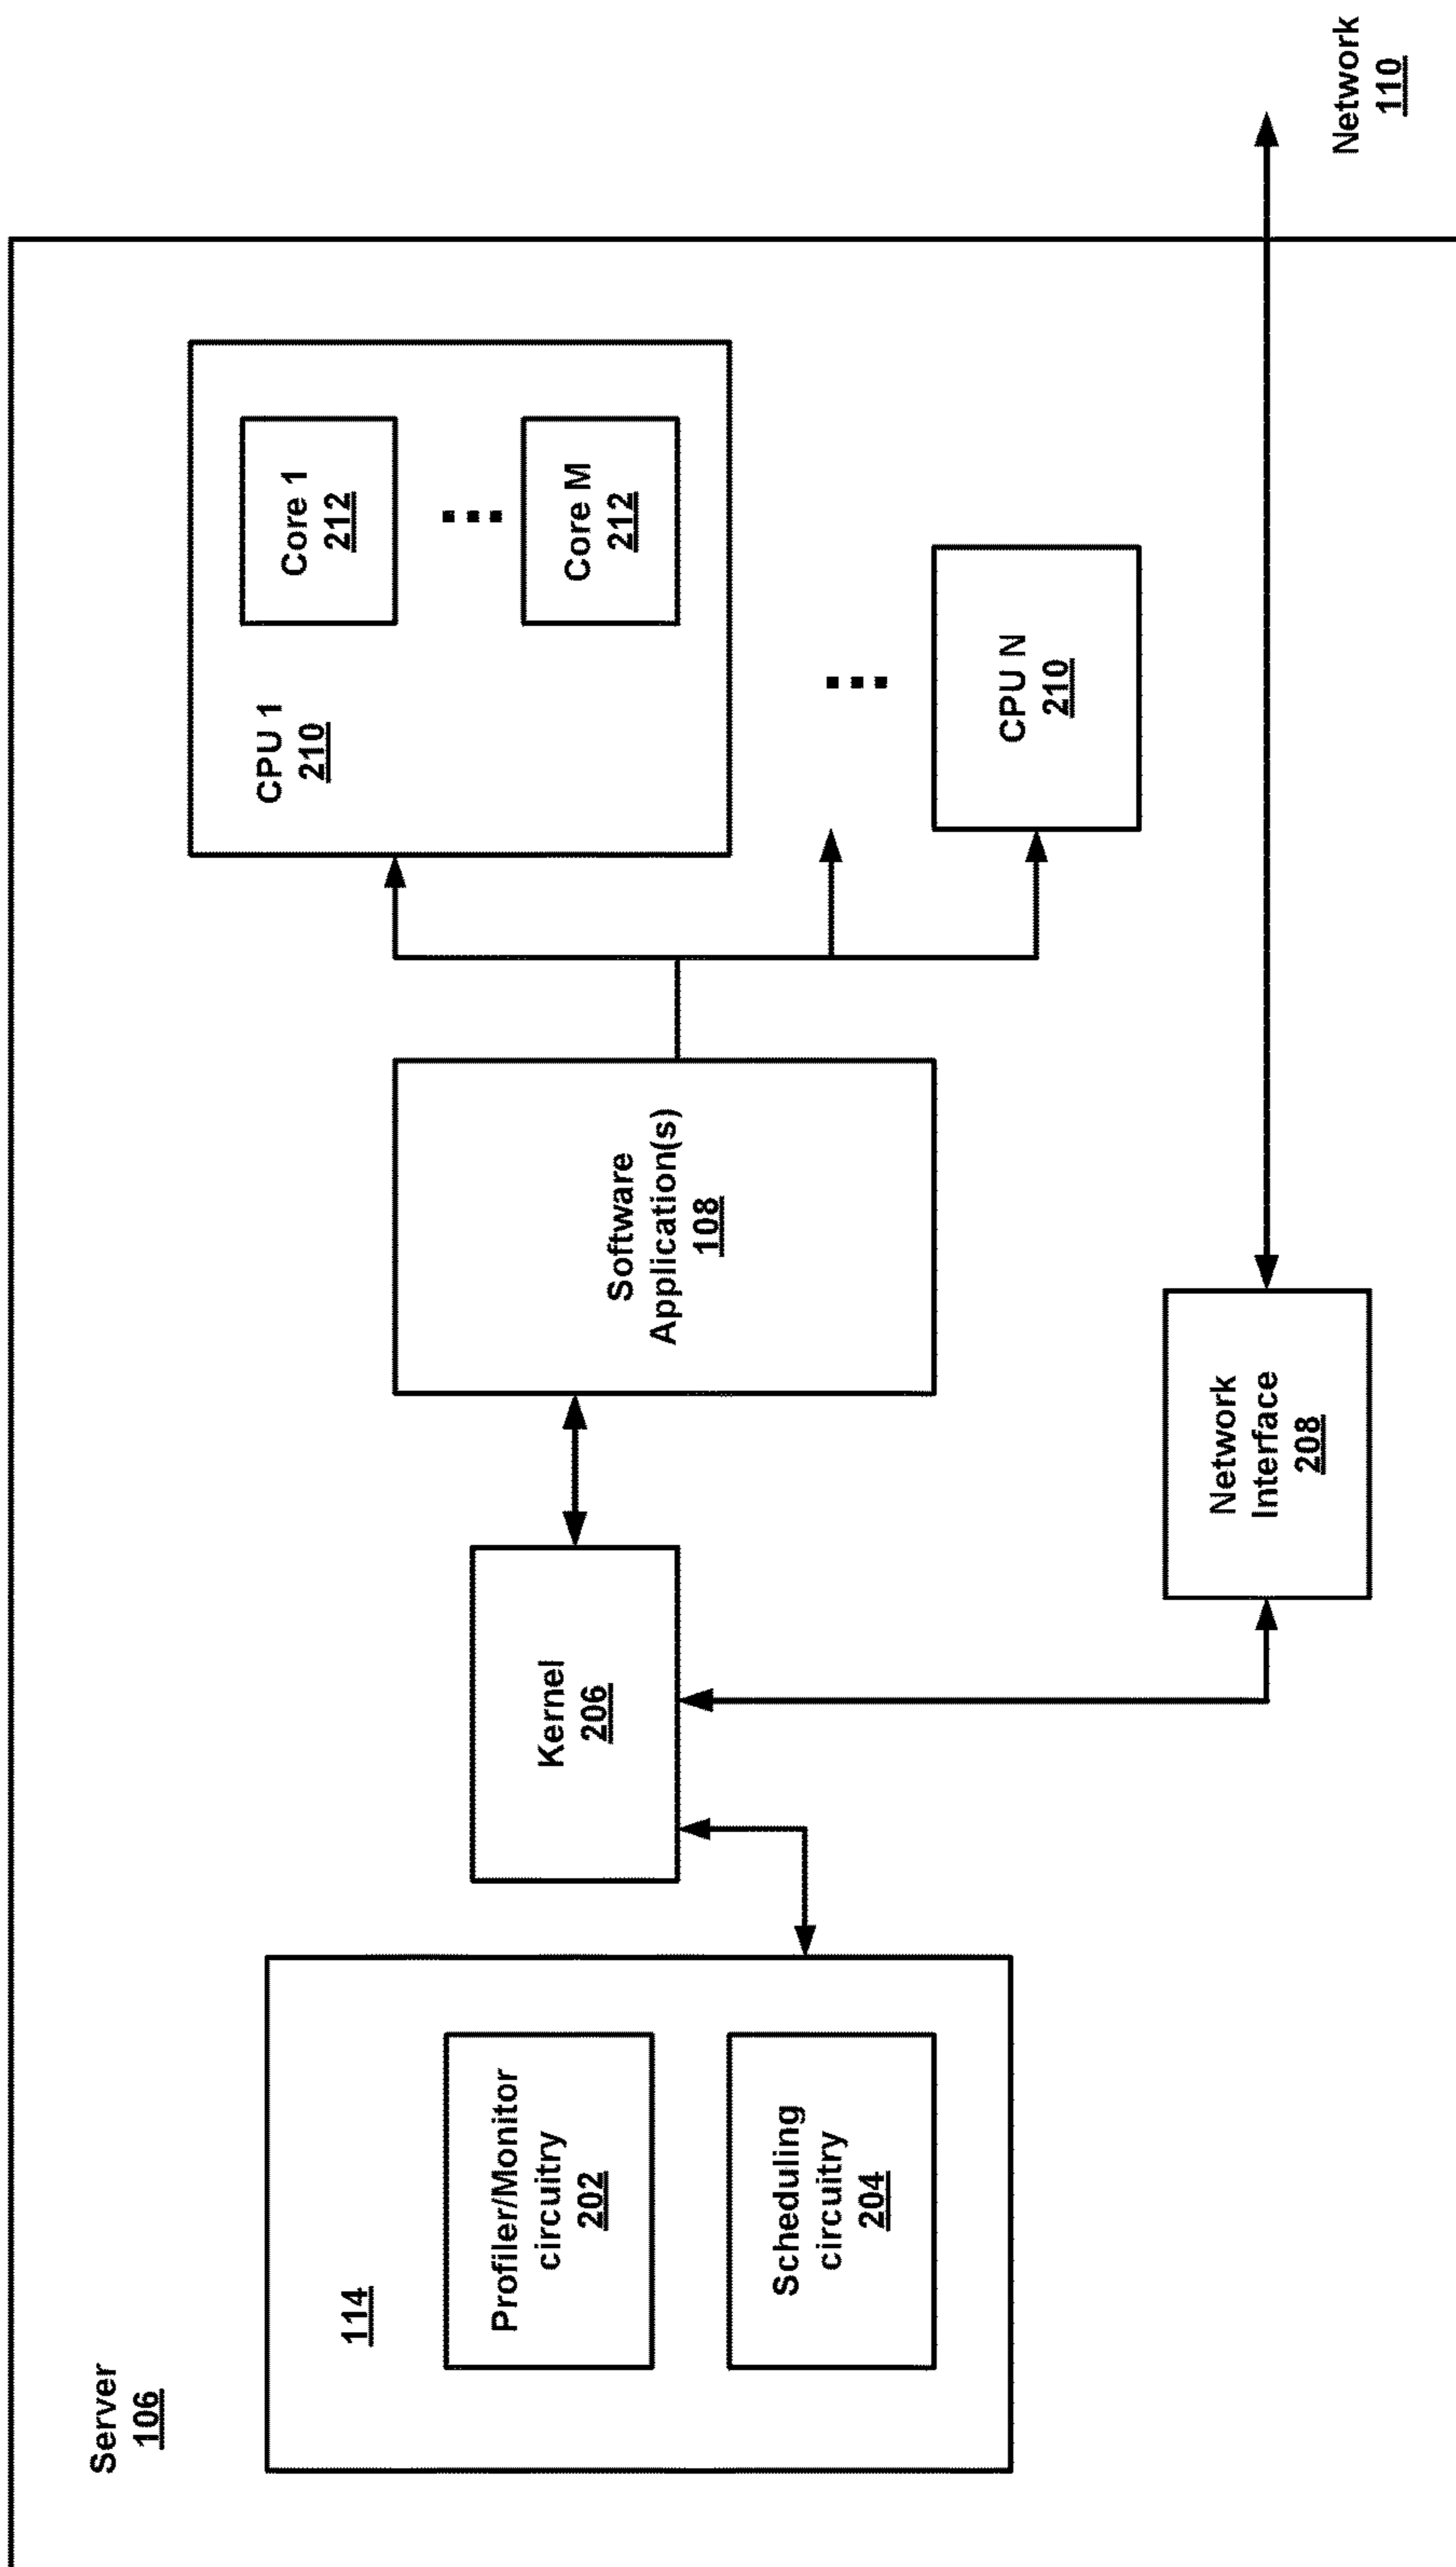 Server
106
114
Profiler/Monitor
circuitry
202
Scheduling
circuitry
204
Kernel
206
Software
Application(s)
108
Network
Interface
208
CPU 1
210
Core 1
212
Core M
212
CPU N
210
Network
110